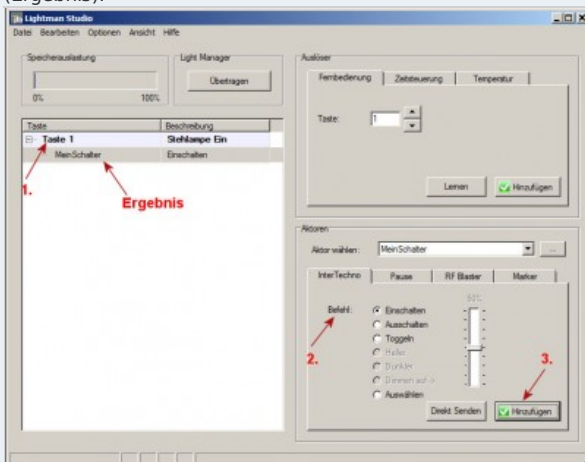 (Ergebnis):
Lightman Studio
Datei Bearbeiten Optionen Ansicht Hilfe
Speicherauslastung
0% 100%
Light Manager
Übertragen
Taste Beschreibung
Taste 1 Stehlampe Ein
MeinSchalter Einschalten
1.
Ergebnis
Auslöser
Fernbedienung Zeitsteuerung Temperatur
Taste: 1
Lernen Hinzufügen
Aktoren
Aktor wählen: MeinSchalter ...
InterTechno Pause RF Blaster Marker
50%
Befehl: Einschalten
Ausschalten
Toggeln
Heller
Dunkler
Dimmen auf->
Auswählen
2.
3.
Direkt Senden Hinzufügen